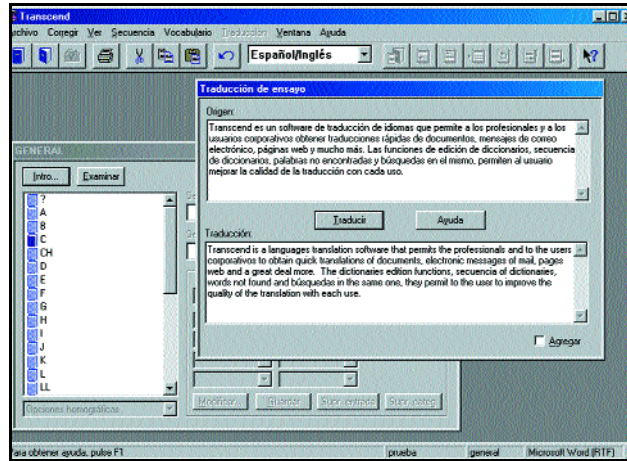 Transcend
rchivo Corregir Ver Secuencia Vocabulario Traducción Ventana Ayuda
Español/Inglés
Traducción de ensayo
Origen:
Transcend es un software de traducción de idiomas que permite a los profesionales y a los
usuarios corporativos obtener traducciones rápidas de documentos, mensajes de correo
electrónico, páginas web y mucho más. Las funciones de edición de diccionarios, secuencia
de diccionarios, palabras no encontradas y búsquedas en el mismo, permiten al usuario
mejorar la calidad de la traducción con cada uso.
Traducir Ayuda
Traducción:
Transcend is a languages translation software that permits the professionals and to the users
corporativos to obtain quick translations of documents, electronic messages of mail, pages
web and a great deal more. The dictionaries edition functions, secuencia of dictionaries,
words not found and búsquedas in the same one, they permit to the user to improve the
quality of the translation with each use.
Agregar
GENERAL
Intro... Examinar
?
A
B
C
CH
D
E
F
G
H
I
J
K
L
LL
Opciones homográficas
Modificar... Guardar Supr. entrada Supr. categ.
Para obtener ayuda, pulse F1 prueba general Microsoft Word (RTF)